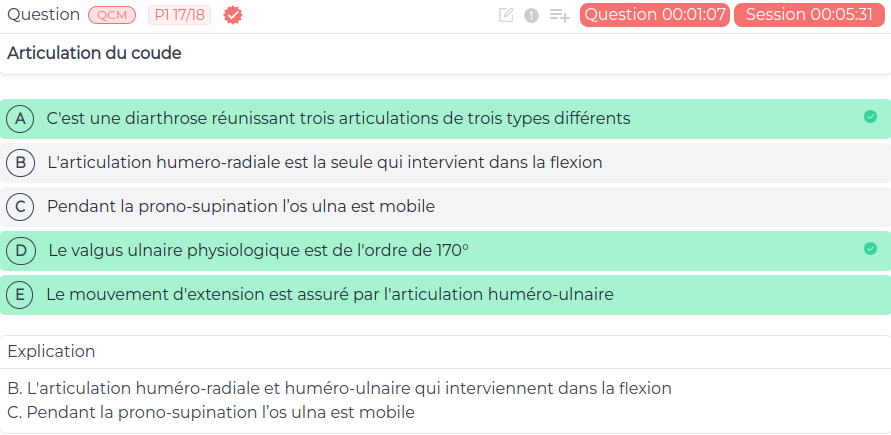 Question QCM P1 17/18 Question 00:01:07 Session 00:05:31
Articulation du coude
A C'est une diarthrose réunissant trois articulations de trois types différents
B L'articulation humero-radiale est la seule qui intervient dans la flexion
C Pendant la prono-supination l’os ulna est mobile
D Le valgus ulnaire physiologique est de l'ordre de 170°
E Le mouvement d'extension est assuré par l'articulation huméro-ulnaire
Explication
B. L'articulation huméro-radiale et huméro-ulnaire qui interviennent dans la flexion
C. Pendant la prono-supination l’os ulna est mobile